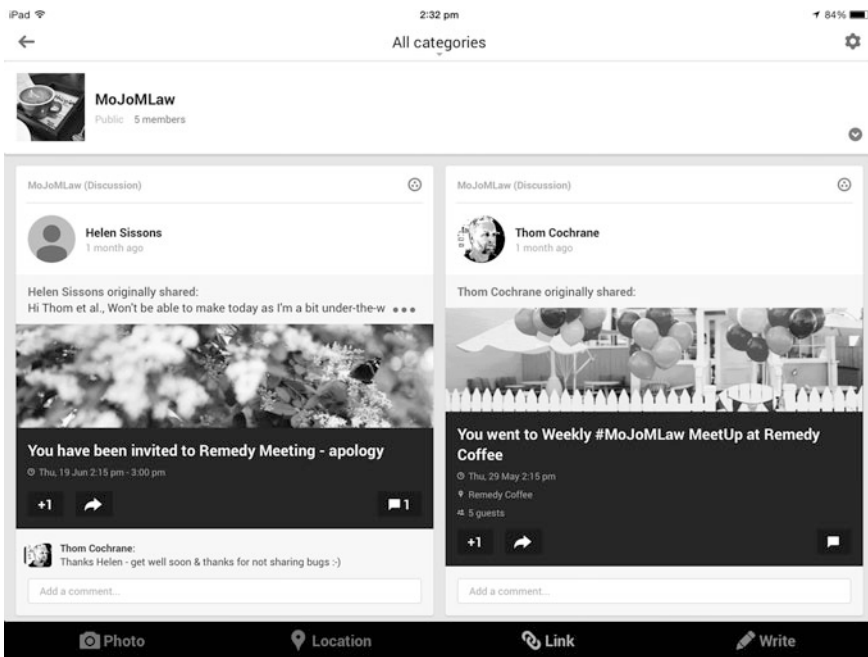 iPad 2:32 pm 84%
All categories
MoJoMLaw
Public 5 members
MoJoMLaw (Discussion)
Helen Sissons
1 month ago
Helen Sissons originally shared:
Hi Thom et al., Won't be able to make today as I'm a bit under-the-w
You have been invited to Remedy Meeting - apology
Thu, 19 Jun 2:15 pm - 3:00 pm
+1 1
Thom Cochrane:
Thanks Helen - get well soon & thanks for not sharing bugs :-)
Add a comment...
MoJoMLaw (Discussion)
Thom Cochrane
1 month ago
Thom Cochrane originally shared:
You went to Weekly #MoJoMLaw MeetUp at Remedy
Coffee
Thu, 29 May 2:15 pm
Remedy Coffee
5 guests
+1
Add a comment...
Photo Location Link Write